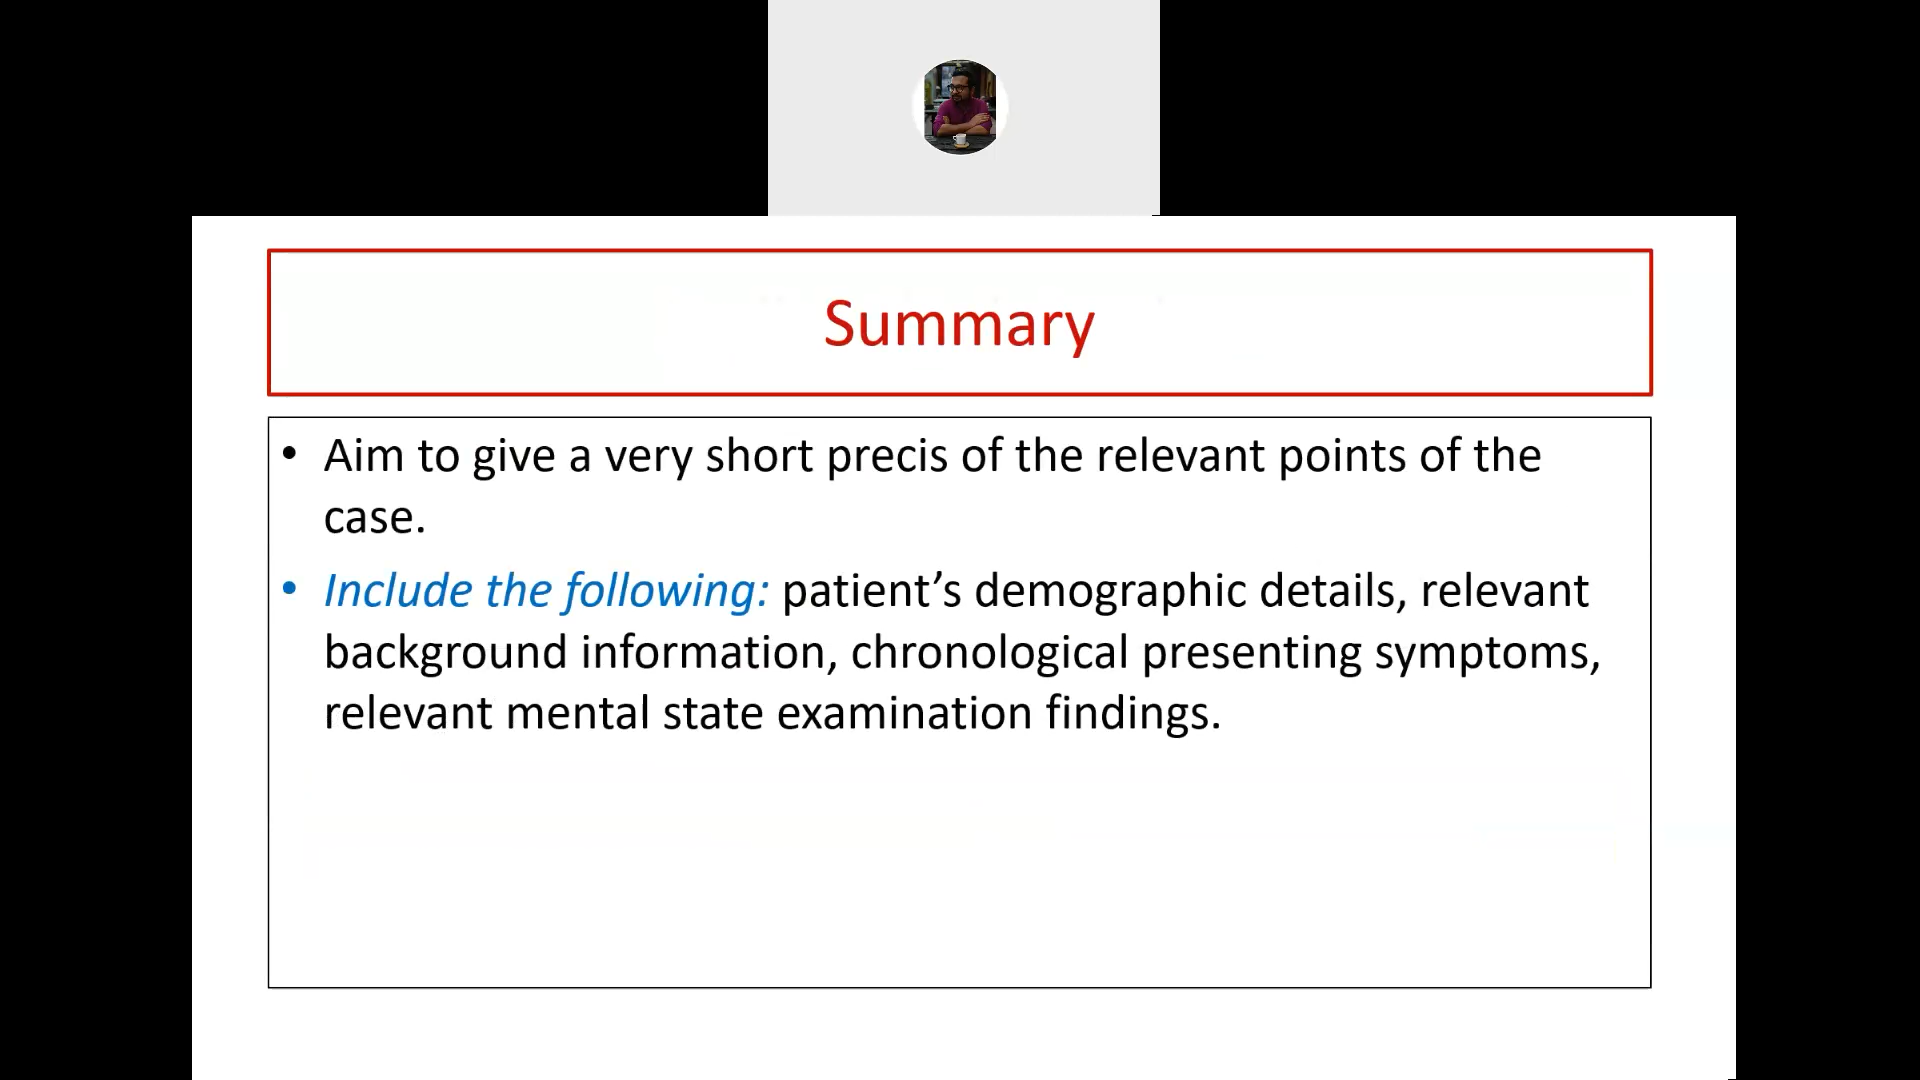 Summary
• Aim to give a very short precis of the relevant points of the
case.
• Include the following: patient’s demographic details, relevant
background information, chronological presenting symptoms,
relevant mental state examination findings.